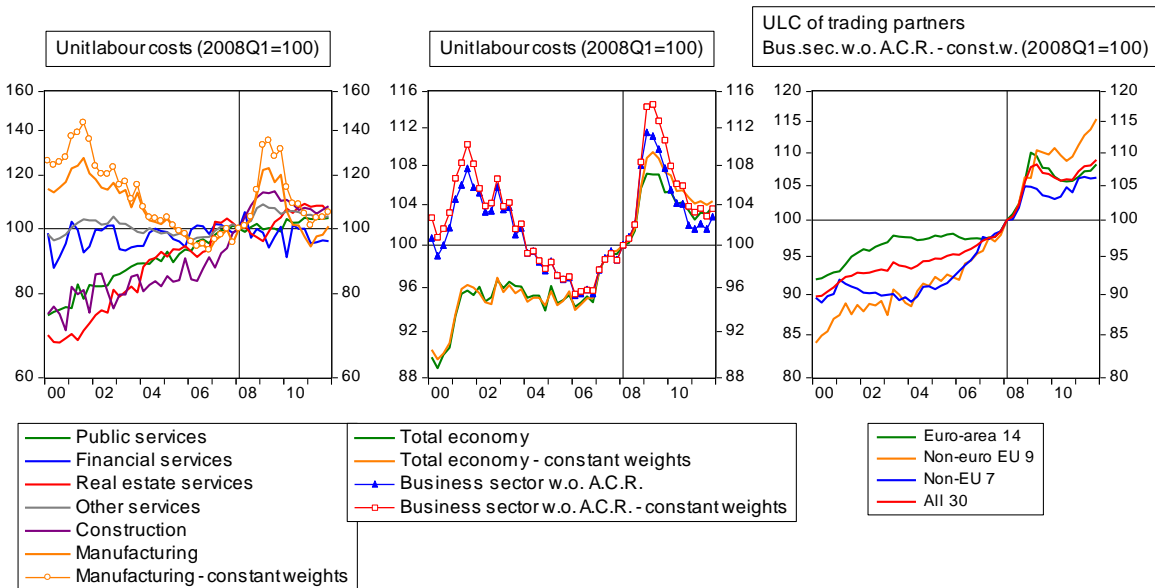 Unit labour costs (2008Q1=100)
Unit labour costs (2008Q1=100)
ULC of trading partners
Bus.sec. w.o. A.C.R. - const.w. (2008Q1=100)
160
140
120
100
80
60
160
140
120
100
80
60
00 02 04 06 08 10
116
112
108
104
100
96
92
88
116
112
108
104
100
96
92
88
00 02 04 06 08 10
120
115
110
105
100
95
90
85
80
120
115
110
105
100
95
90
85
80
00 02 04 06 08 10
Public services
Financial services
Real estate services
Other services
Construction
Manufacturing
Manufacturing - constant weights
Total economy
Total economy - constant weights
Business sector w.o. A.C.R.
Business sector w.o. A.C.R. - constant weights
Euro-area 14
Non-euro EU 9
Non-EU 7
All 30